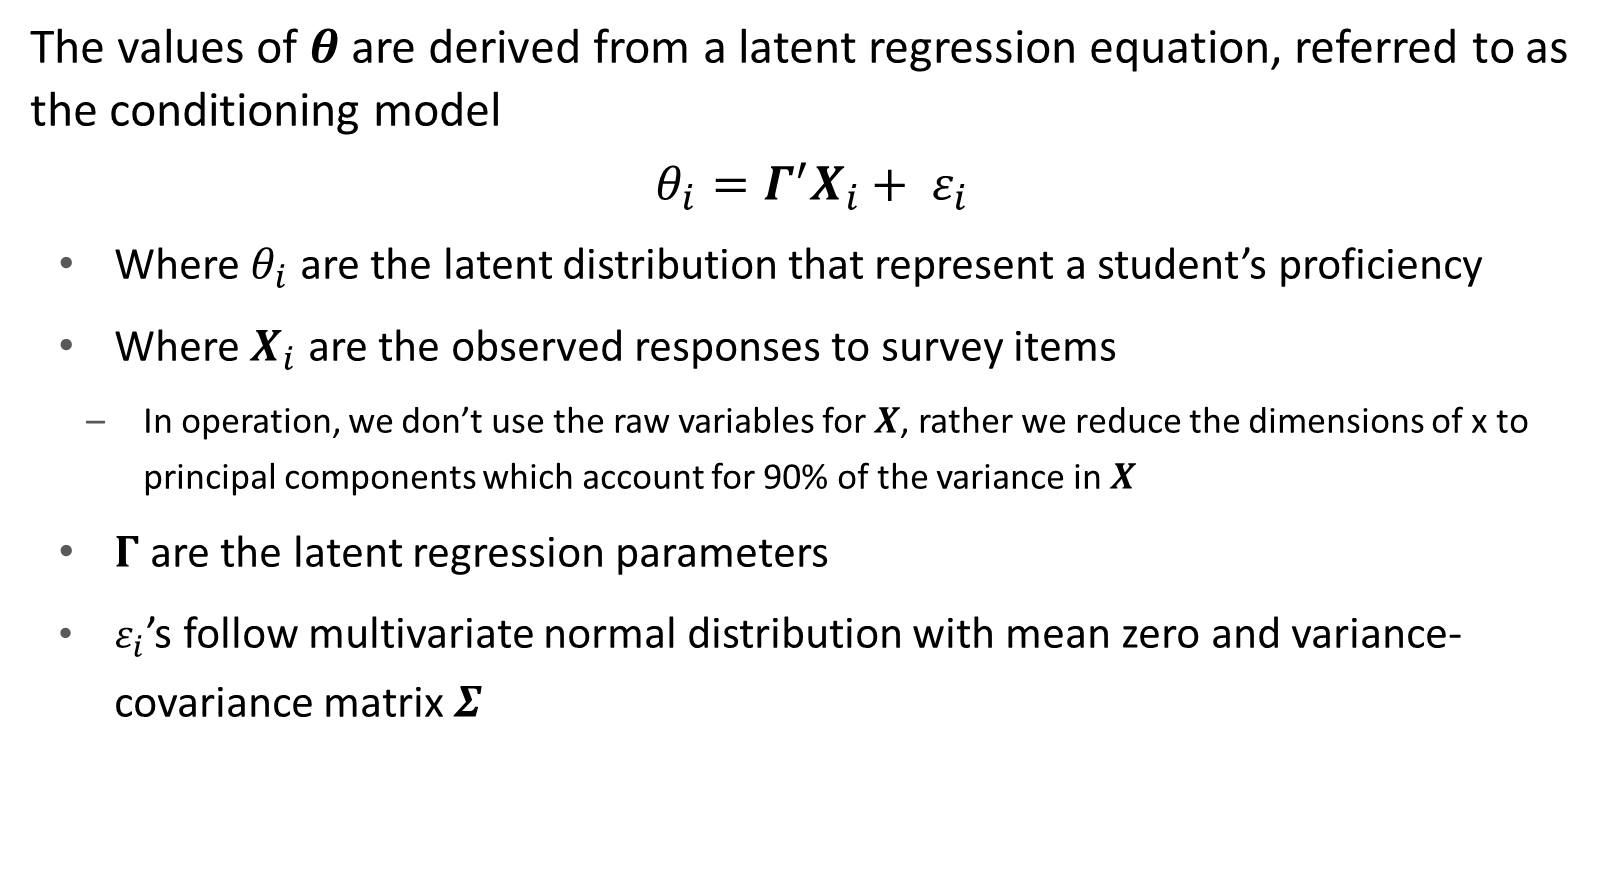 The values of 𝜽 are derived from a latent regression equation, referred to as
the conditioning model
𝜃𝑖 = 𝜞′𝑿𝑖 + 𝜀𝑖
• Where 𝜃𝑖 are the latent distribution that represent a student’s proficiency
• Where 𝑿𝑖 are the observed responses to survey items
– In operation, we don’t use the raw variables for 𝑿, rather we reduce the dimensions of x to
principal components which account for 90% of the variance in 𝑿
• 𝚪 are the latent regression parameters
• 𝜀𝑖’s follow multivariate normal distribution with mean zero and variance-
covariance matrix 𝜮